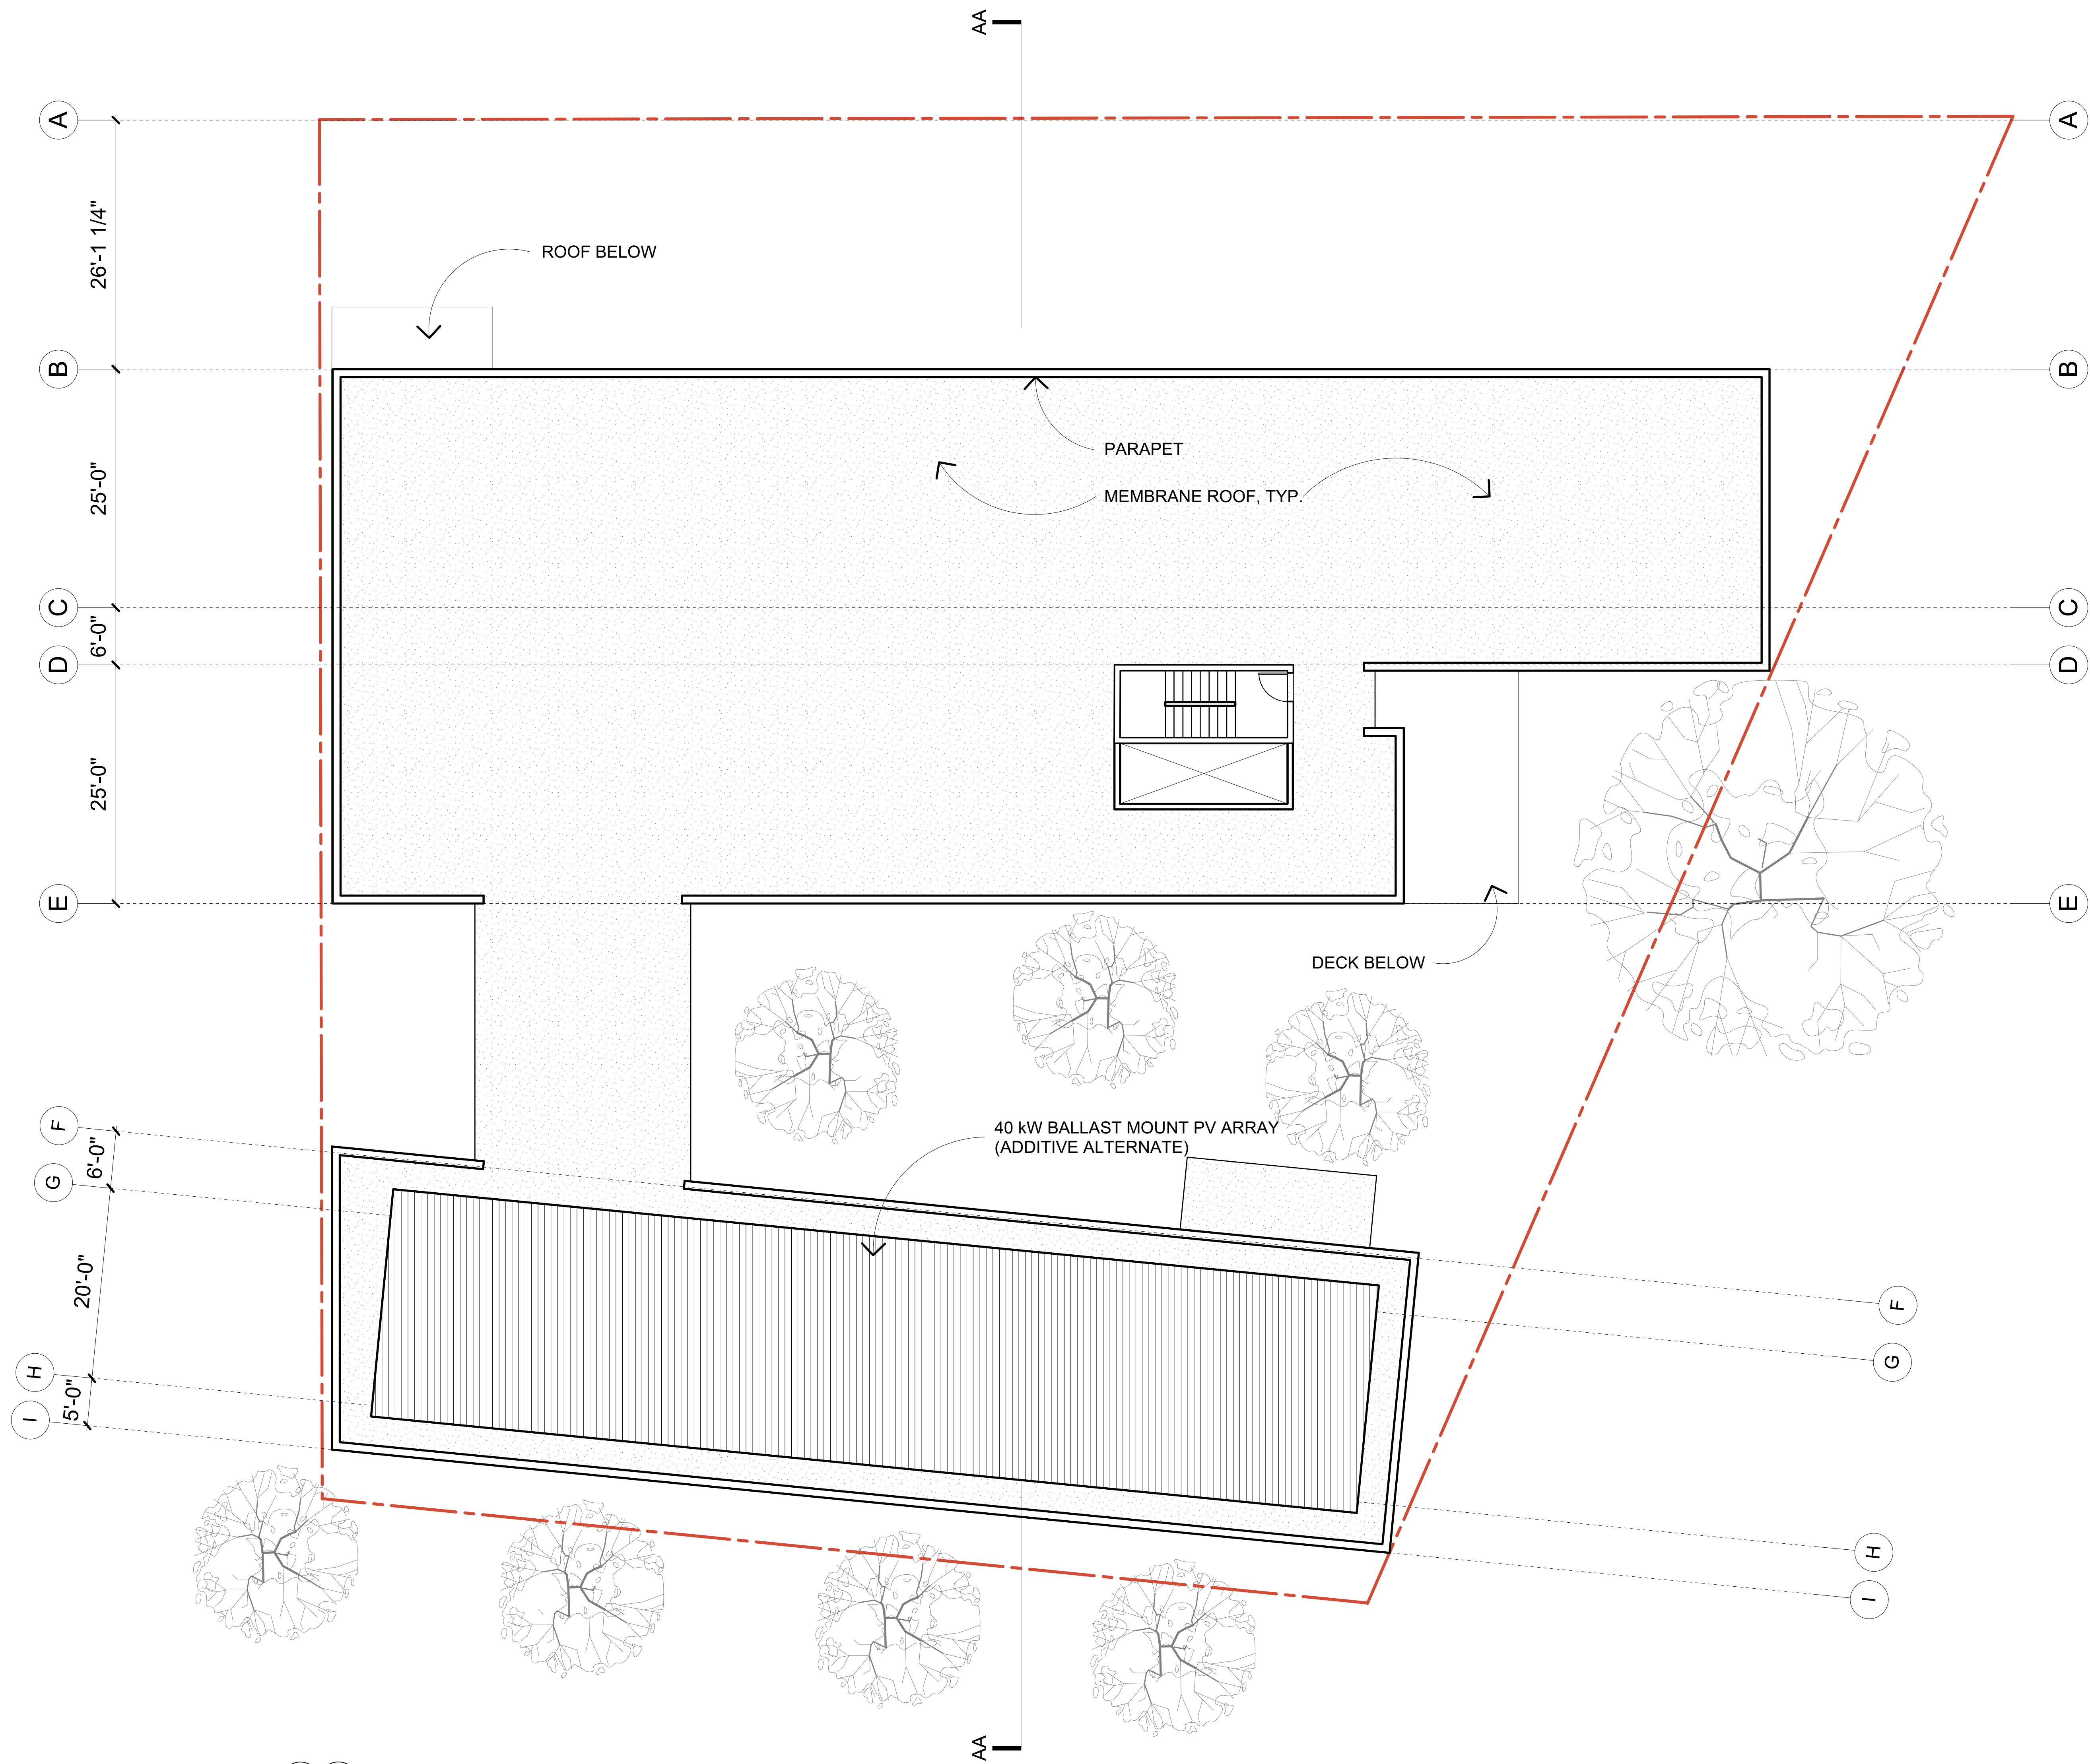 AA
A
A
26'-1 1/4"
ROOF BELOW
B
B
PARAPET
25'-0"
MEMBRANE ROOF, TYP.
C
C
6'-0"
D
D
25'-0"
E
E
DECK BELOW
F
40 kW BALLAST MOUNT PV ARRAY
(ADDITIVE ALTERNATE)
6'-0"
G
20'-0"
F
G
H
5'-0"
I
H
I
AA